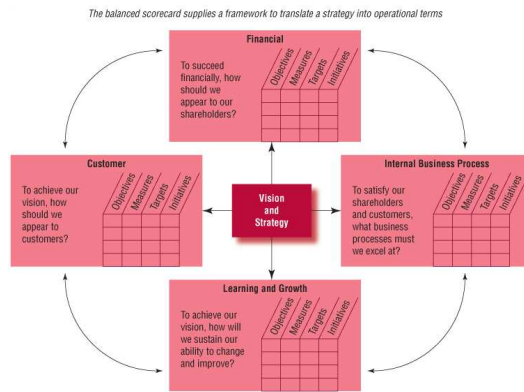 The balanced scorecard supplies a framework to translate a strategy into operational terms
Financial
To succeed
financially, how
should we
appear to our
shareholders?
Objectives
Measures
Targets
Initiatives
Customer
To achieve our
vision, how
should we
appear to
customers?
Objectives
Measures
Targets
Initiatives
Vision
and
Strategy
Internal Business Process
To satisfy our
shareholders
and customers,
what business
processes must
we excel at?
Objectives
Measures
Targets
Initiatives
Learning and Growth
To achieve our
vision, how will
we sustain our
ability to change
and improve?
Objectives
Measures
Targets
Initiatives